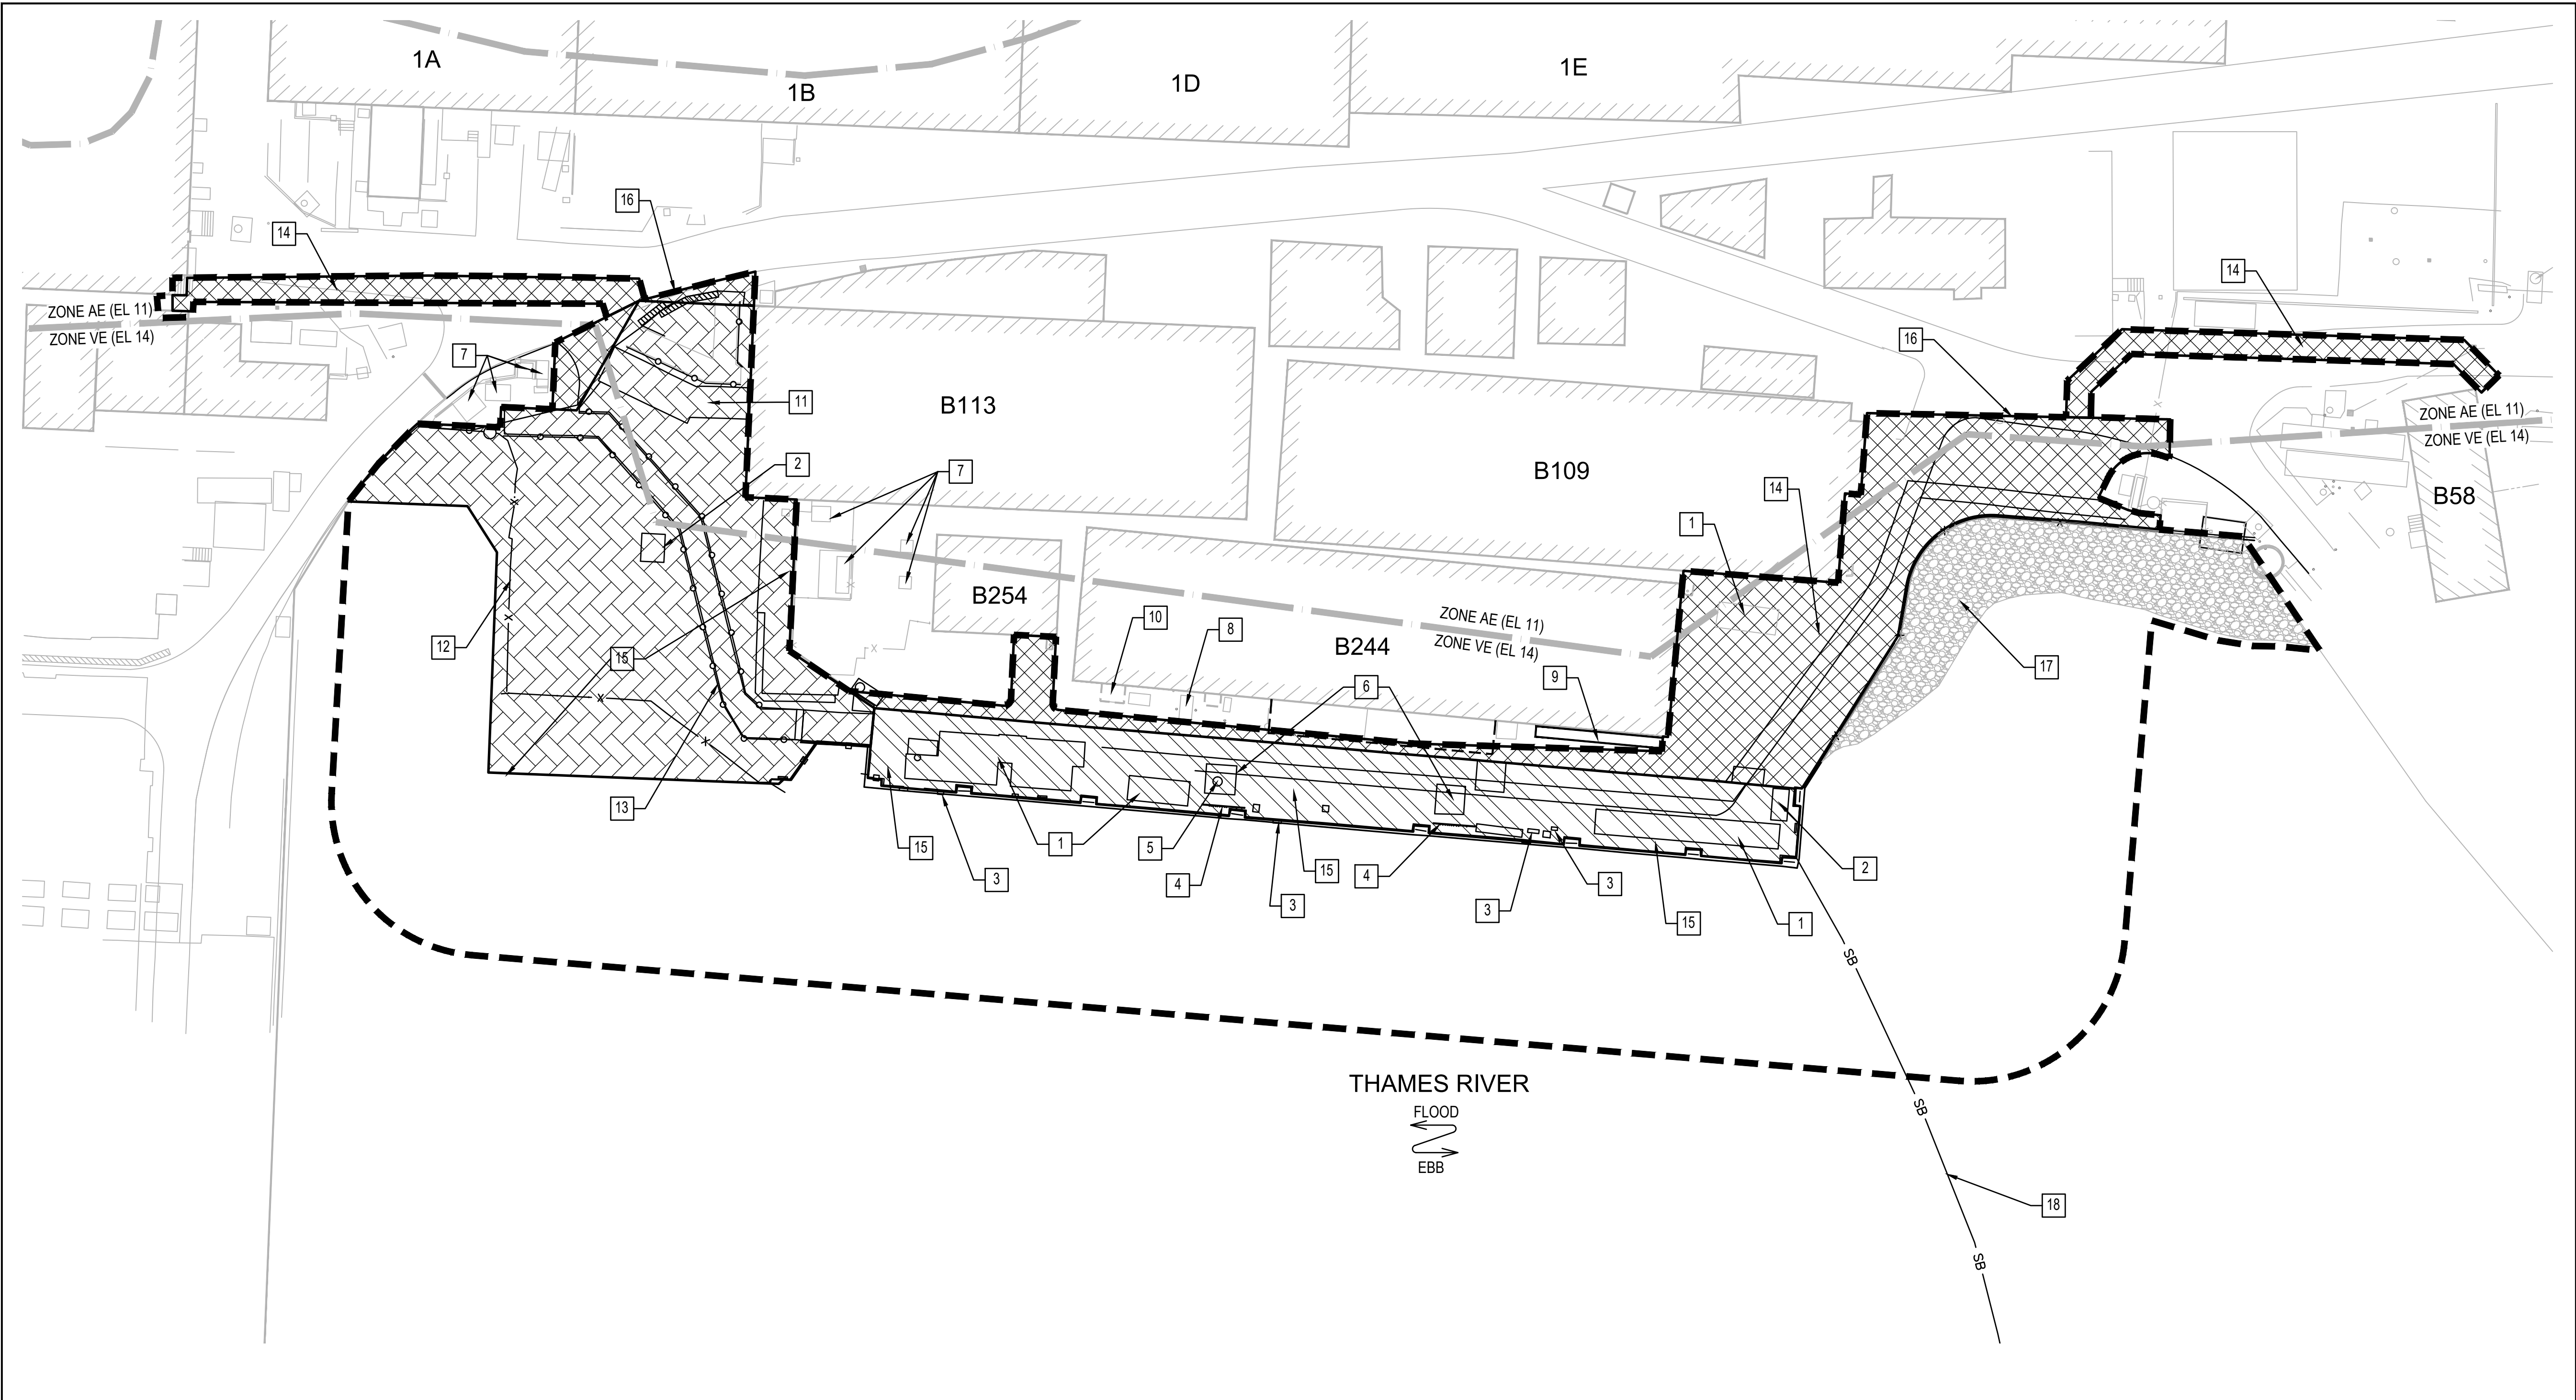 1A
1B
1D
1E
16
14
14
ZONE AE (EL 11)
ZONE VE (EL 14)
7
16
11
B113
ZONE AE (EL 11)
ZONE VE (EL 14)
2
7
B109
14
B58
1
B254
10
8
ZONE AE (EL 11)
ZONE VE (EL 14)
B244
12
X
X
X
X
X
15
9
6
17
13
15
1
5
4
3
3
15
4
3
3
15
1
2
SB
THAMES RIVER
FLOOD
EBB
SB
18
SB